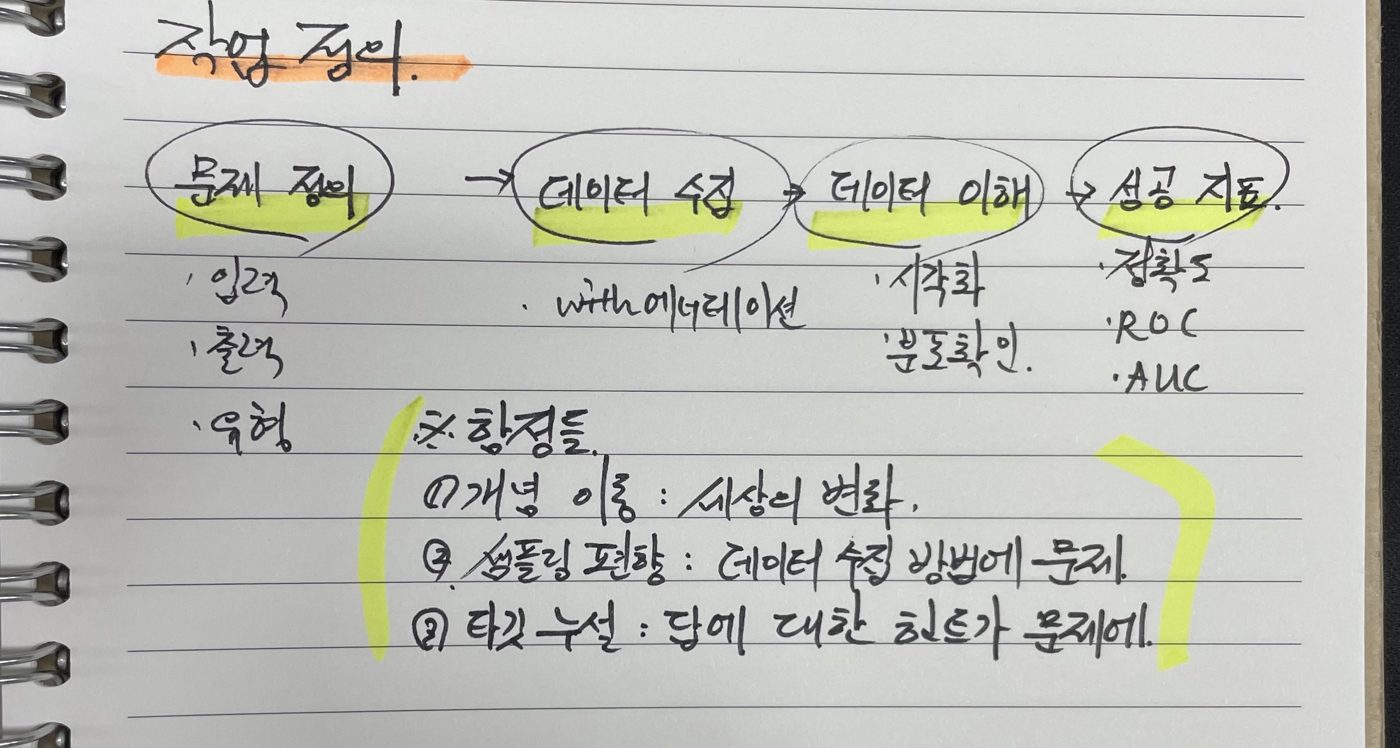 작업 정의.
문제 정의 → 데이터 수집 → 데이터 이해 → 성공 지표.
· 입력
· 출력
· 유형
· with 에너테이션
· 시각화
· 분포확인.
· 정확도
· ROC
· AUC
※ 함정들.
① 개념 이동 : 세상의 변화.
② 샘플링 편향 : 데이터 수집 방법에 문제.
③ 타깃 누설 : 답에 대한 힌트가 문제에.